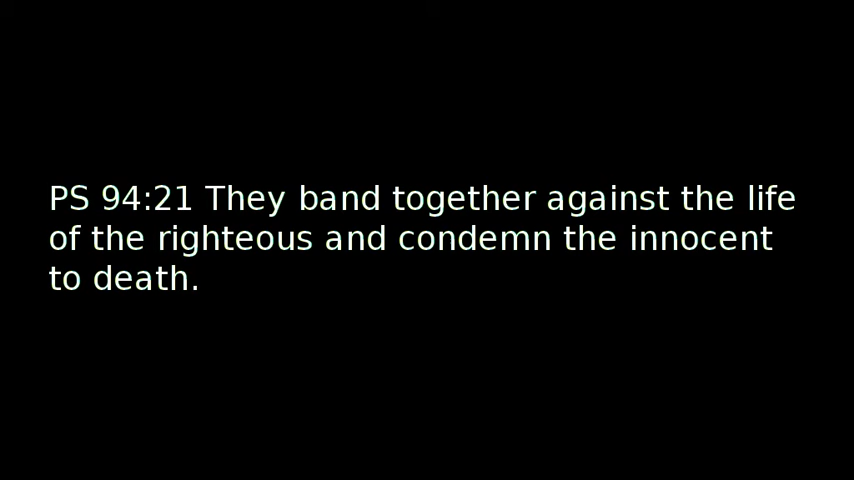 PS 94:21 They band together against the life
of the righteous and condemn the innocent
to death.